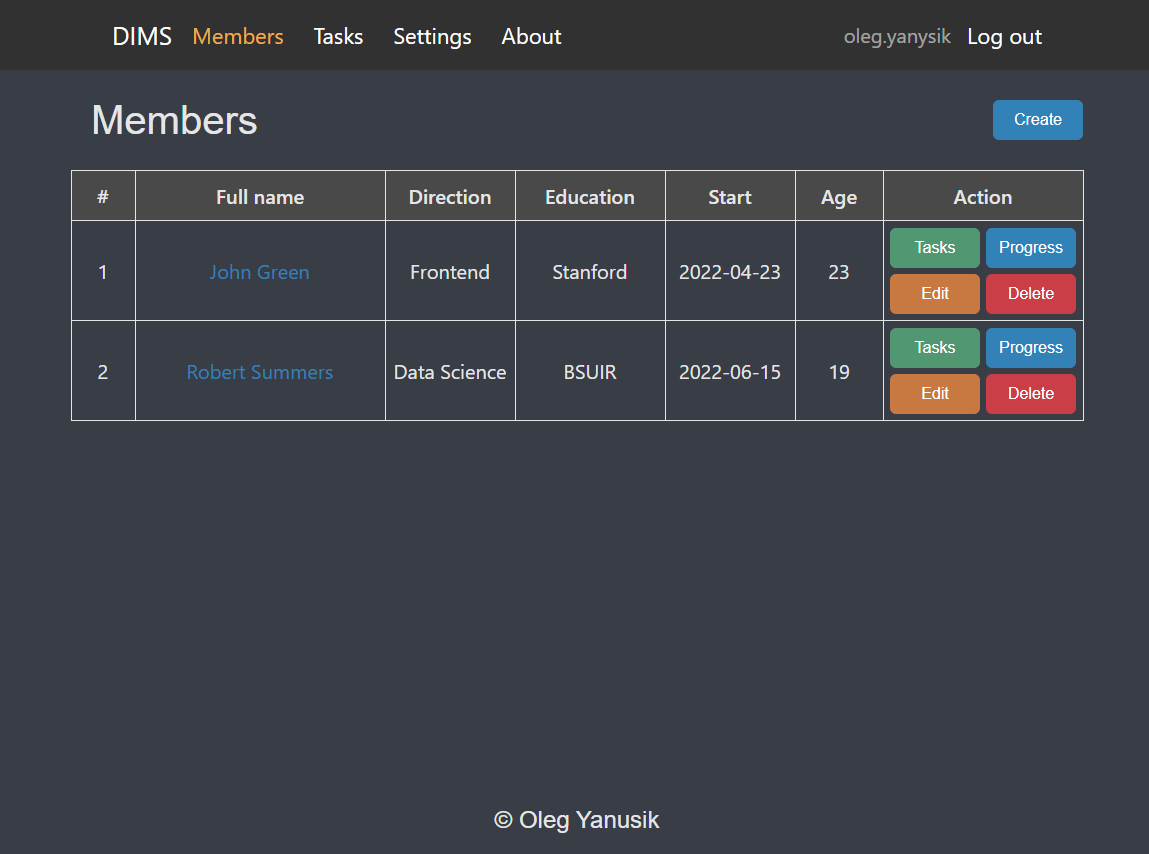 DIMS Members Tasks Settings About oleg.yanysik Log out
Members Create
# Full name Direction Education Start Age Action
1 John Green Frontend Stanford 2022-04-23 23 Tasks Progress
Edit Delete
2 Robert Summers Data Science BSUIR 2022-06-15 19 Tasks Progress
Edit Delete
© Oleg Yanusik